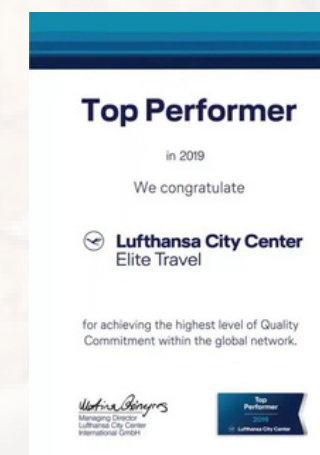 Top Performer
in 2019
We congratulate
Lufthansa City Center
Elite Travel
for achieving the highest level of Quality
Commitment within the global network.
Managing Director
Lufthansa City Center
International GmbH
Top
Performer
2019
Lufthansa City Center